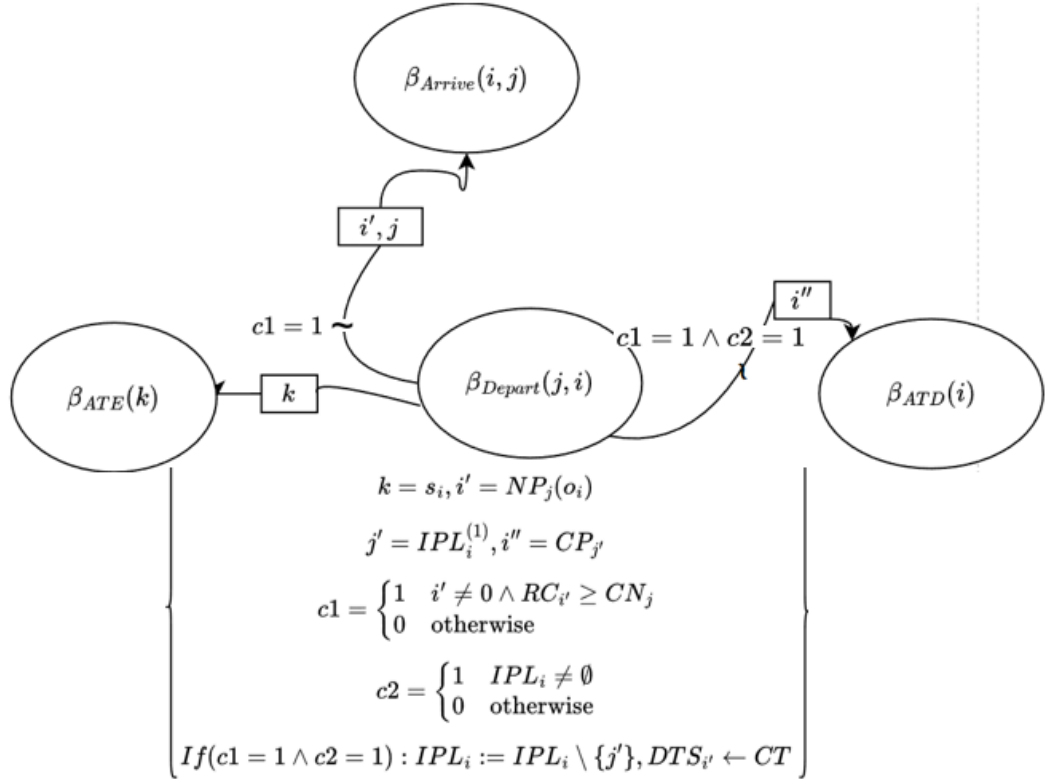 β_{Arrive}(i, j)
i′, j
i″
c1 = 1 ~
c1 = 1 ∧ c2 = 1
~
β_{ATE}(k)
k
β_{Depart}(j, i)
β_{ATD}(i)
k = s_i, i′ = NP_j(o_i)
j′ = IPL_i^{(1)}, i″ = CP_{j′}
c1 = { 1 i′ ≠ 0 ∧ RC_{i′} ≥ CN_j
0 otherwise
c2 = { 1 IPL_i ≠ ∅
0 otherwise
If(c1 = 1 ∧ c2 = 1) : IPL_i := IPL_i \ {j′}, DTS_{i′} ← CT